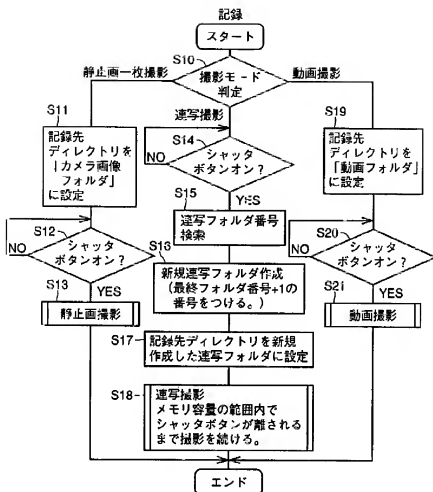 記録
スタート
S10
撮影モード
判定
静止画一枚撮影
動画撮影
連写撮影
S11
記録先
ディレクトリを
「カメラ画像
フォルダ」
に設定
S14
シャッタ
ボタンオン?
NO
YES
S19
記録先
ディレクトリを
「動画フォルダ」
に設定
S15
連写フォルダ番号
検索
S12
シャッタ
ボタンオン?
NO
YES
S20
シャッタ
ボタンオン?
NO
YES
S16
新規連写フォルダ作成
(最終フォルダ番号+1の
番号をつける。)
S13
静止画撮影
S21
動画撮影
S17
記録先ディレクトリを新規
作成した連写フォルダに設定
S18
連写撮影
メモリ容量の範囲内で
シャッタボタンが離される
まで撮影を続ける。
エンド